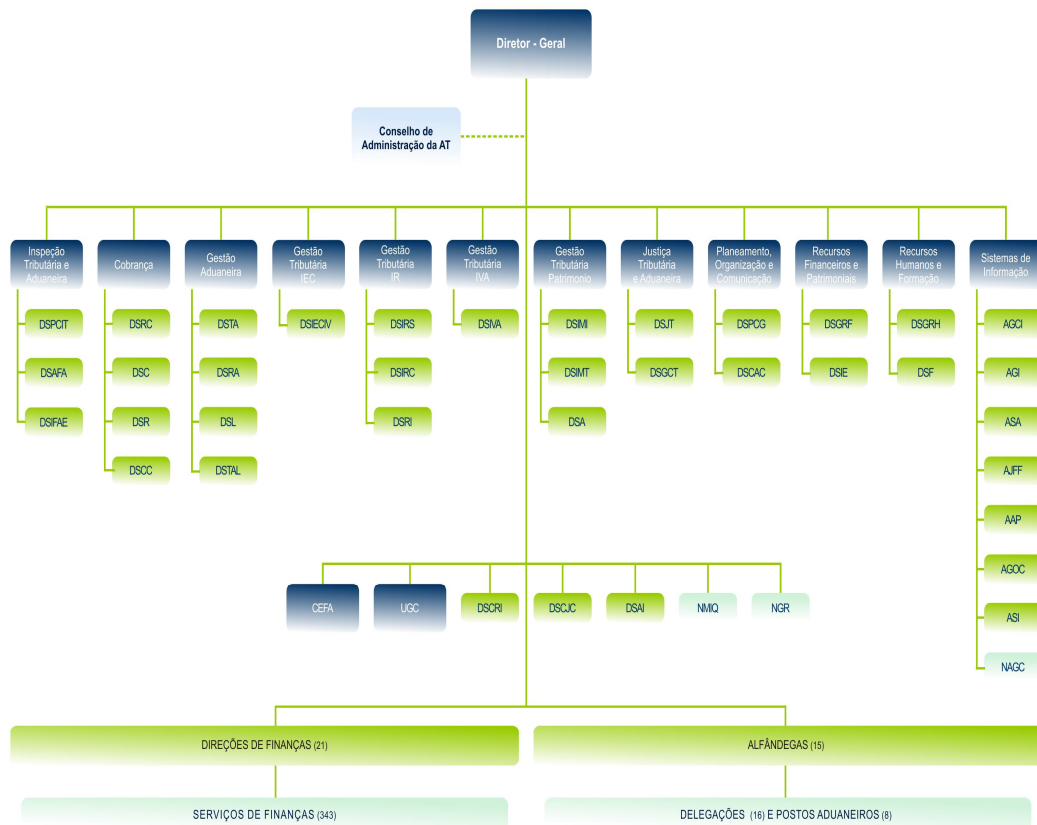 Diretor - Geral
Conselho de
Administração da AT
Inspeção
Tributária e
Aduaneira
Cobrança
Gestão
Aduaneira
Gestão
Tributária
IEC
Gestão
Tributária
IR
Gestão
Tributária
IVA
Gestão
Tributária
Patrimonio
Justiça
Tributária
e Aduaneira
Planeamento,
Organização e
Comunicação
Recursos
Financeiros e
Patrimoniais
Recursos
Humanos e
Formação
Sistemas de
Informação
DSPCIT
DSRC
DSTA
DSIECIV
DSIRS
DSIVA
DSIMI
DSJT
DSPCG
DSGRF
DSGRH
AGCI
DSAFA
DSC
DSRA
DSIRC
DSIMT
DSGCT
DSCAC
DSIE
DSF
AGI
DSIFAE
DSR
DSL
DSRI
DSA
ASA
DSCC
DSTAL
AJFF
AAP
AGOC
CEFA
UGC
DSCRI
DSCJC
DSAI
NMIQ
NGR
ASI
NAGC
DIREÇÕES DE FINANÇAS (21)
ALFÂNDEGAS (15)
SERVIÇOS DE FINANÇAS (343)
DELEGAÇÕES (16) E POSTOS ADUANEIROS (8)